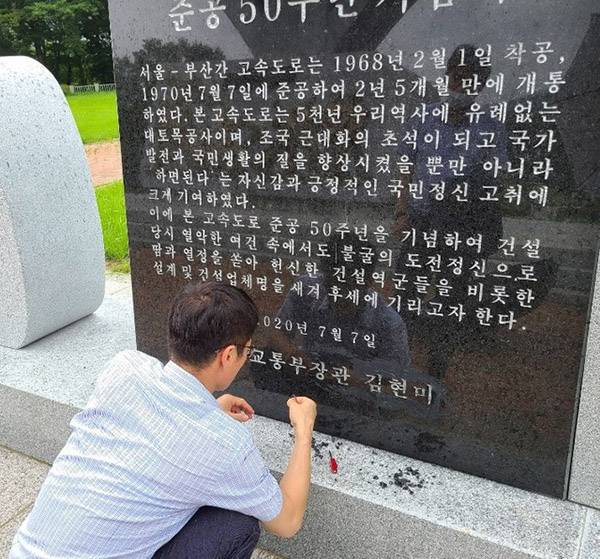 준공 50주년 기념
서울 – 부산간 고속도로는 1968년 2월 1일 착공,
1970년 7월 7일에 준공하여 2년 5개월 만에 개통
하였다. 본 고속도로는 5천년 우리역사에 유례없는
대토목공사이며, 조국 근대화의 초석이 되고 국가
발전과 국민생활의 질을 향상시켰을 뿐만 아니라
하면된다’는 자신감과 긍정적인 국민정신 고취에
크게 기여하였다.
이에 본 고속도로 준공 50주년을 기념하여 건설
당시 열악한 여건 속에서도 불굴의 도전정신으로
땀과 열정을 쏟아 헌신한 건설역군들을 비롯한
설계 및 건설업체명을 새겨 후세에 기리고자 한다.
2020년 7월 7일
교통부장관 김현미